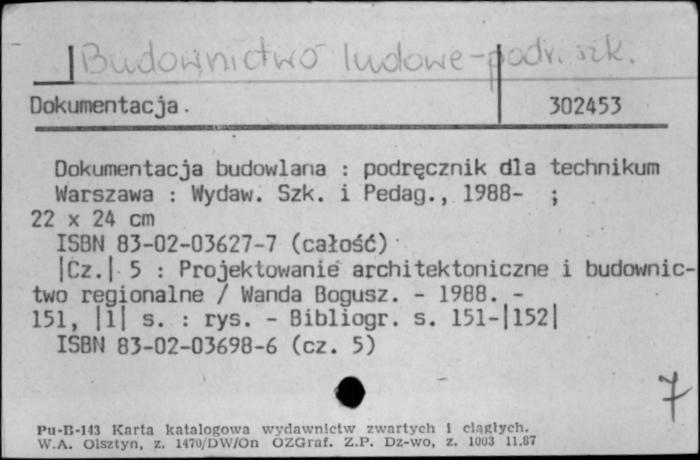 Budownictwo ludowe - podr. szk.
Dokumentacja. 302453
Dokumentacja budowlana : podręcznik dla technikum
Warszawa : Wydaw. Szk. i Pedag., 1988- ;
22 x 24 cm
ISBN 83-02-03627-7 (całość)
|Cz.| 5 : Projektowanie architektoniczne i budownic-
two regionalne / Wanda Bogusz. - 1988. -
151, |1| s. : rys. - Bibliogr. s. 151-|152|
ISBN 83-02-03698-6 (cz. 5)
7
Pu-B-143 Karta katalogowa wydawnictw zwartych i ciągłych.
W.A. Olsztyn, z. 1470/DW/On OZGraf. Z.P. Dz-wo, z. 1003 11.87